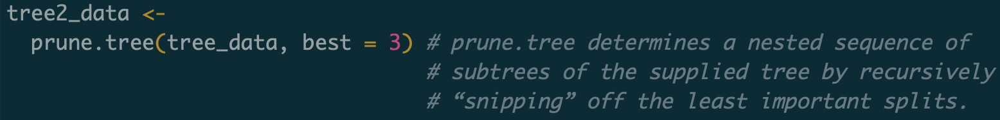 tree2_data <-
prune.tree(tree_data, best = 3) # prune.tree determines a nested sequence of
# subtrees of the supplied tree by recursively
# “snipping” off the least important splits.